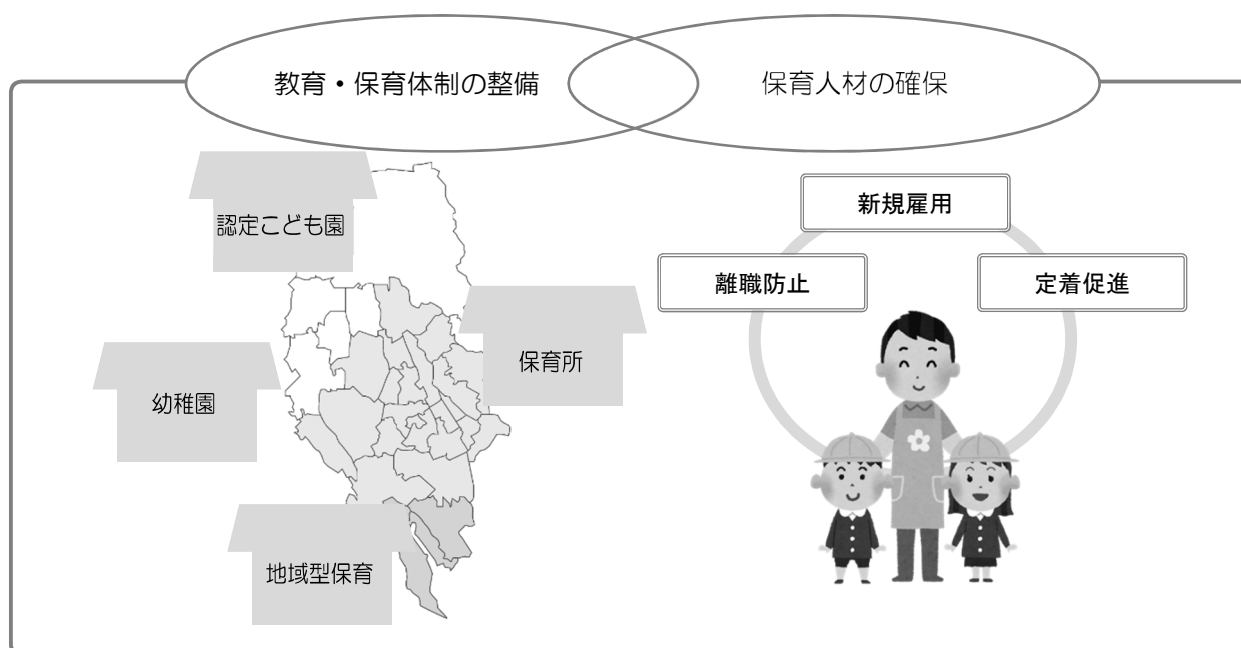 教育・保育体制の整備
保育人材の確保
認定こども園
保育所
幼稚園
地域型保育
新規雇用
離職防止
定着促進